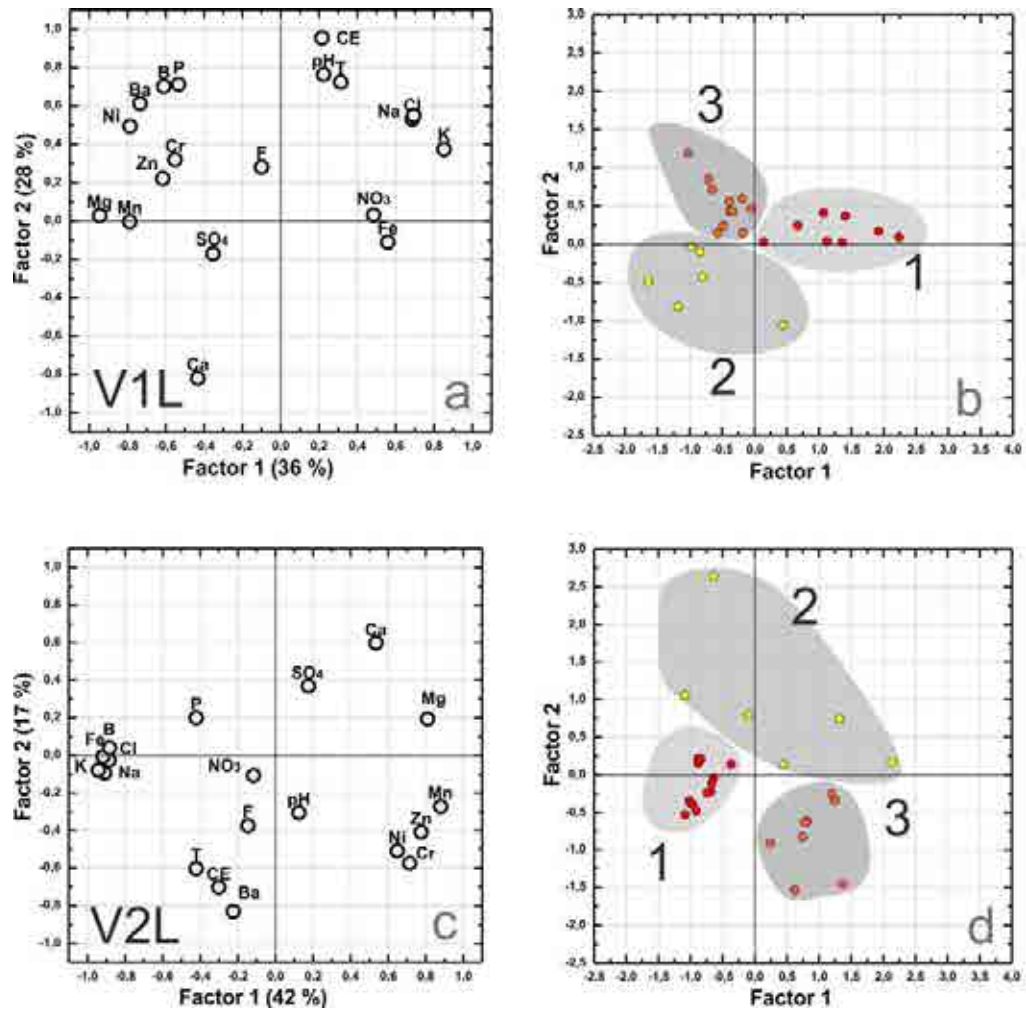 1,0
0,8
0,6
0,4
0,2
0,0
-0,2
-0,4
-0,6
-0,8
-1,0
Factor 2 (28 %)
CE
pH T
B P
Ba
Ni
Na Cl
K
Cr
Zn
F
NO3
Mg Mn
Fe
SO4
Ca
V1L
a
-1,0 -0,8 -0,6 -0,4 -0,2 0,0 0,2 0,4 0,6 0,8 1,0
Factor 1 (36 %)
3,0
2,5
2,0
1,5
1,0
0,5
0,0
-0,5
-1,0
-1,5
-2,0
-2,5
Factor 2
3
1
2
b
-2,5 -2,0 -1,5 -1,0 -0,5 0,0 0,5 1,0 1,5 2,0 2,5 3,0 3,5 4,0
Factor 1
1,0
0,8
0,6
0,4
0,2
0,0
-0,2
-0,4
-0,6
-0,8
-1,0
Factor 2 (17 %)
Ca
SO4
Mg
P
B
Fe Cl
K Na
NO3
pH
Mn
F
Zn
Ni
Cr
T
CE
Ba
V2L
c
-1,0 -0,8 -0,6 -0,4 -0,2 0,0 0,2 0,4 0,6 0,8 1,0
Factor 1 (42 %)
3,0
2,5
2,0
1,5
1,0
0,5
0,0
-0,5
-1,0
-1,5
-2,0
-2,5
Factor 2
2
1
3
d
-2,5 -2,0 -1,5 -1,0 -0,5 0,0 0,5 1,0 1,5 2,0 2,5 3,0 3,5 4,0
Factor 1